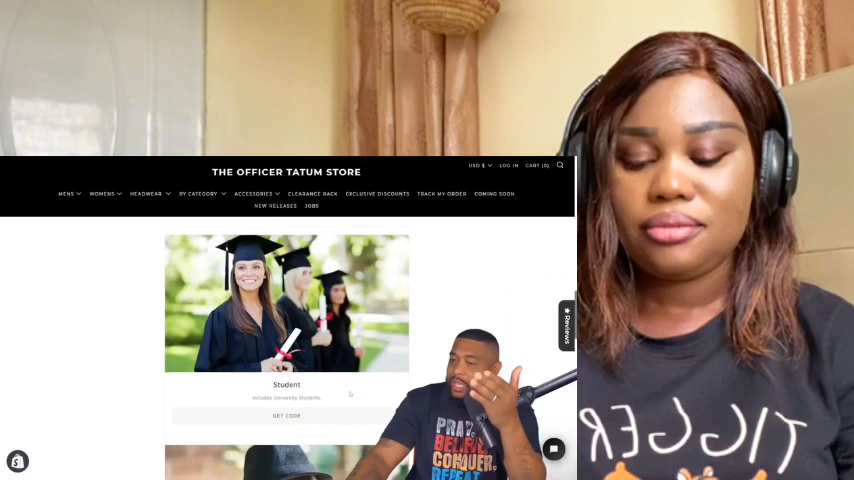 THE OFFICER TATUM STORE
USD $ LOG IN CART (0)
MENS WOMENS HEADWEAR BY CATEGORY ACCESSORIES CLEARANCE RACK EXCLUSIVE DISCOUNTS TRACK MY ORDER COMING SOON
NEW RELEASES JOBS
Reviews
Student
Includes University Students.
GET CODE
PRAY.
BELIEVE.
CONQUER.
REPEAT.
TIGGER